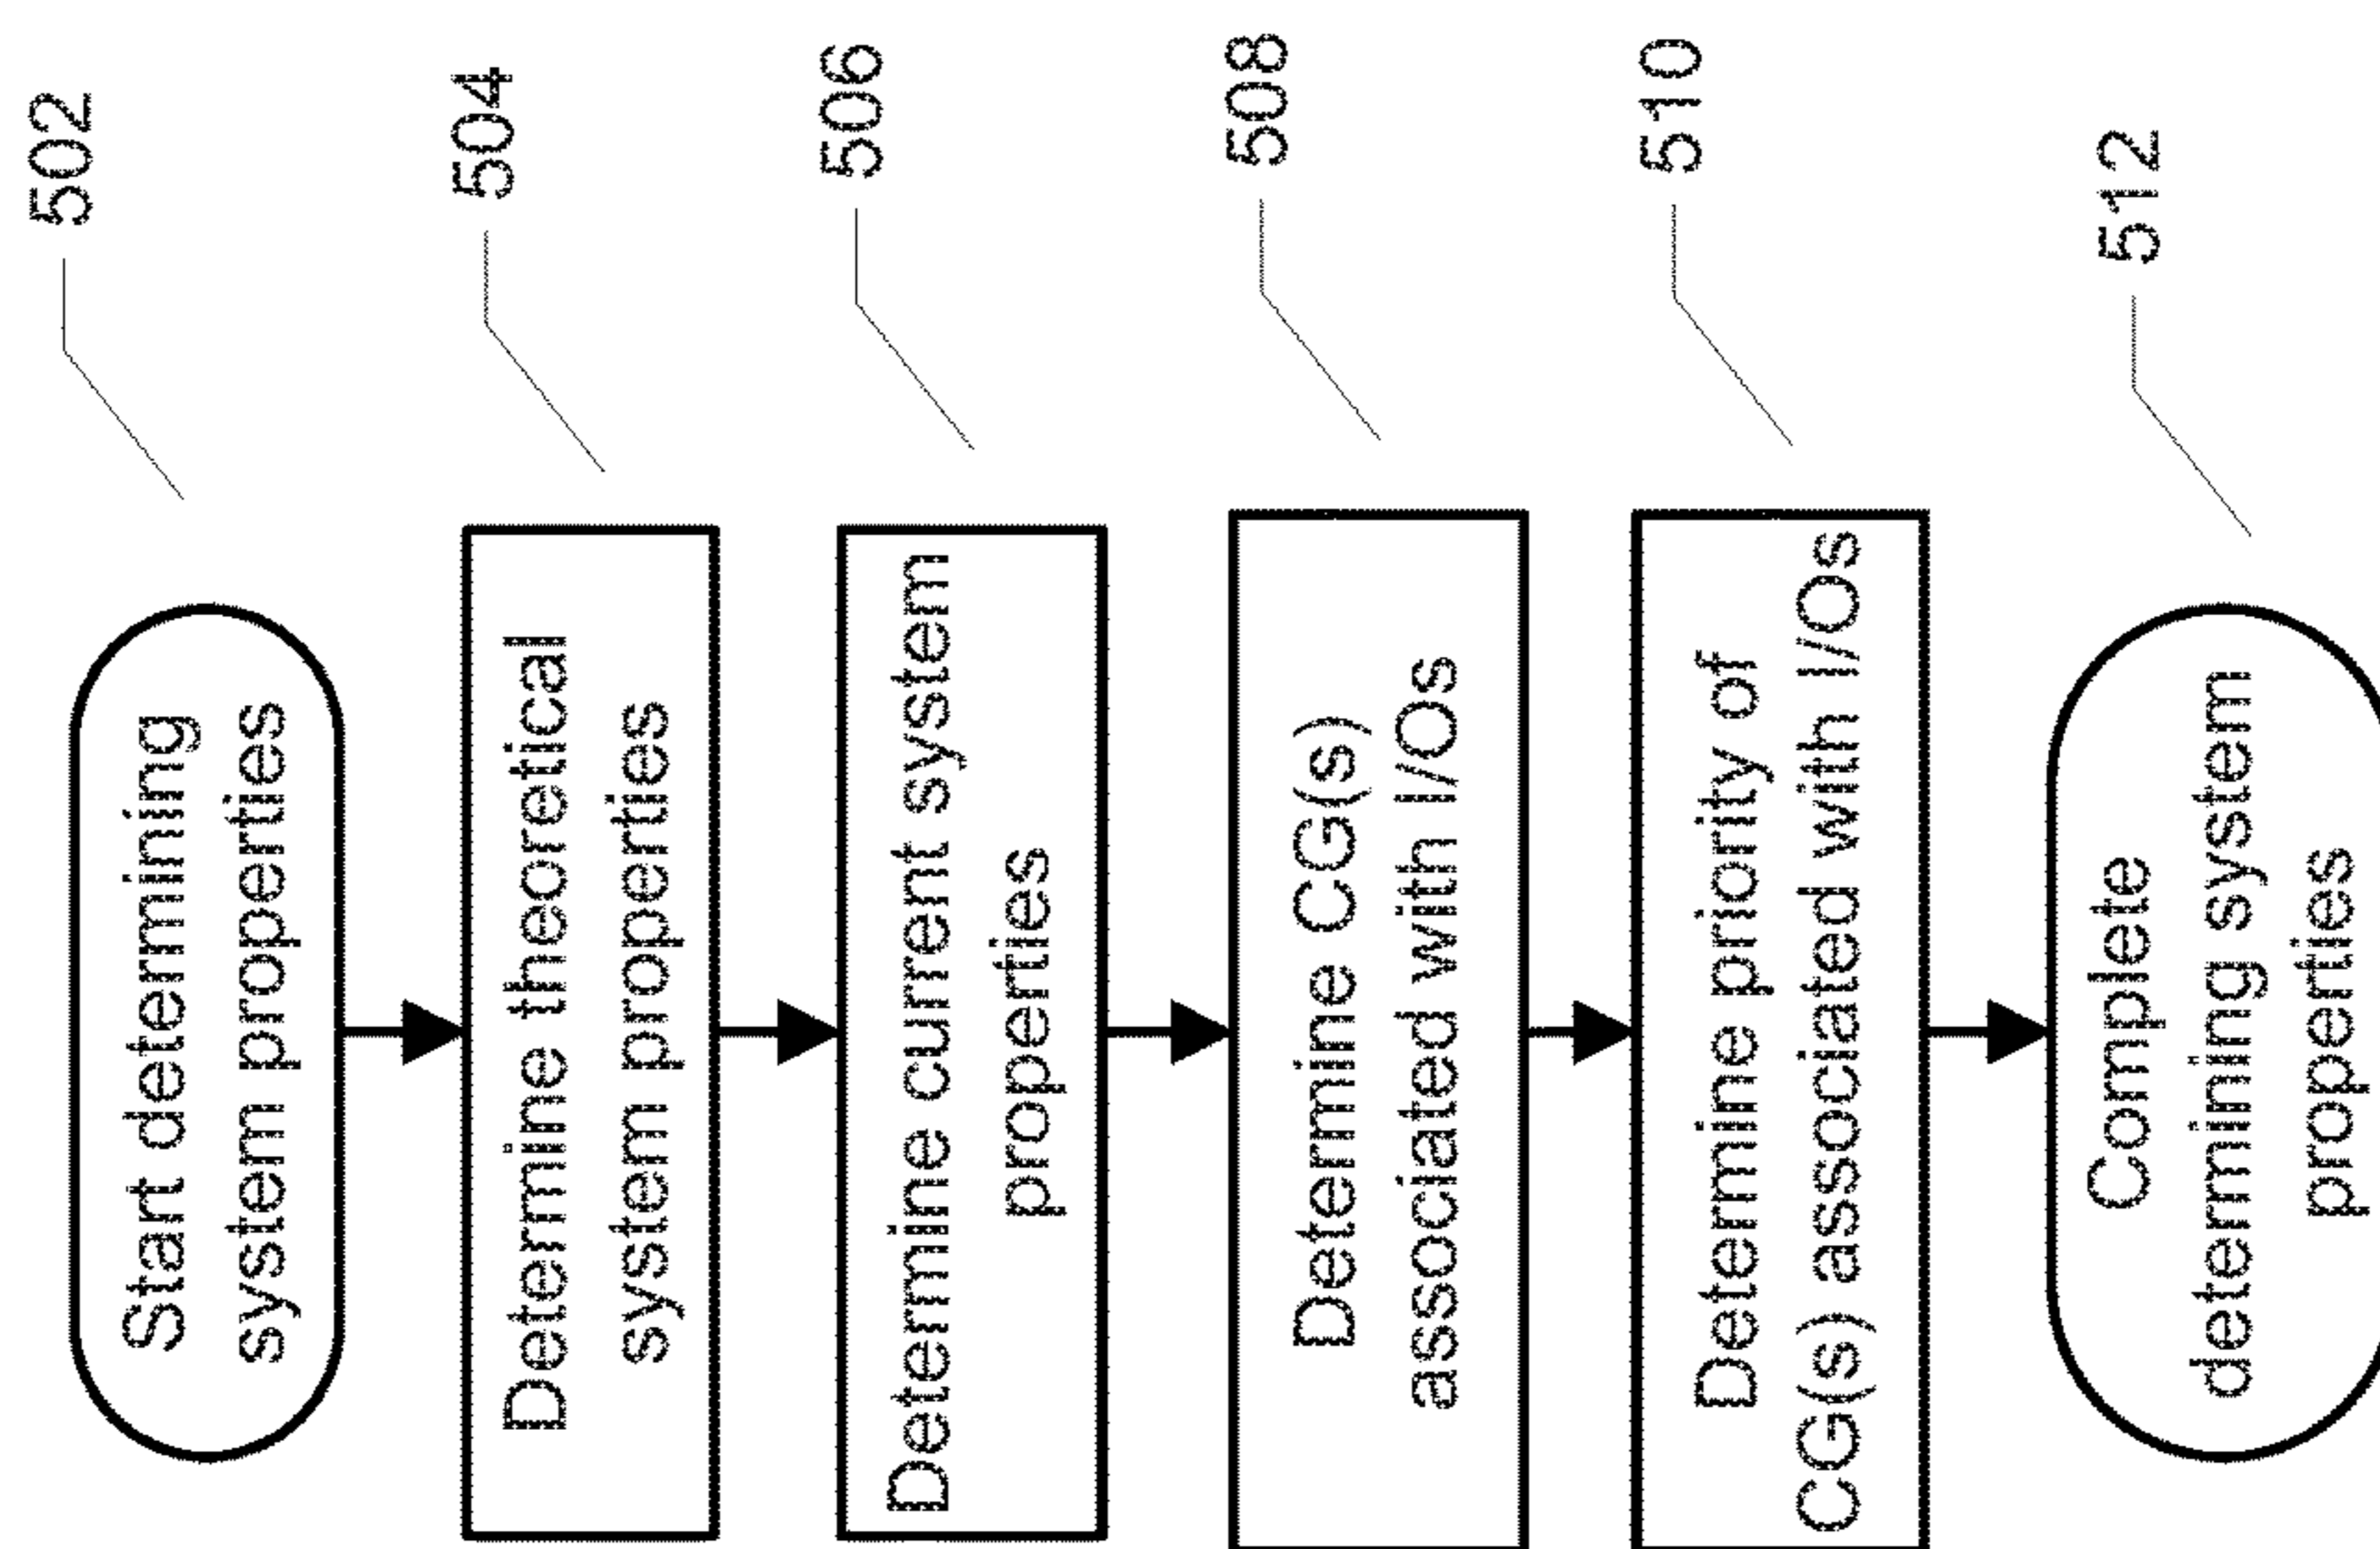 502
Start determining
system properties
504
Determine theoretical
system properties
506
Determine current system
properties
508
Determine CG(s)
associated with I/Os
510
Determine priority of
CG(s) associated with I/Os
512
Complete
determining system
properties